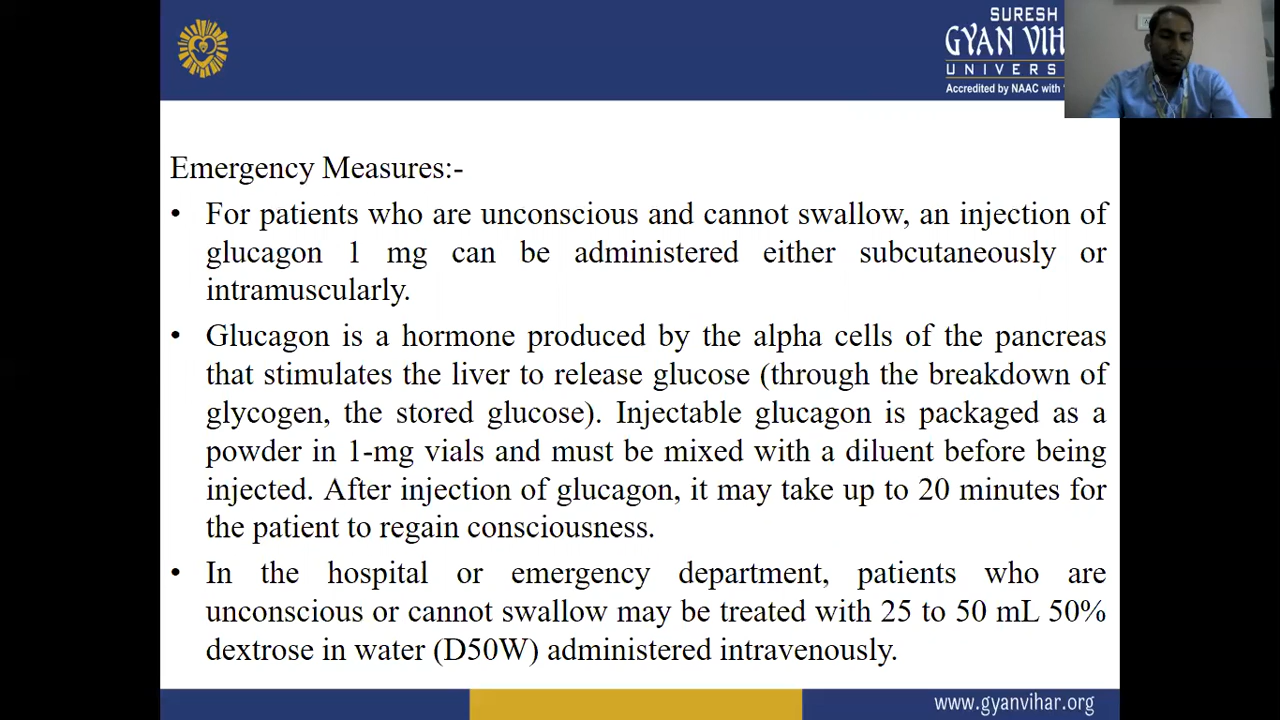 SURESH
GYAN VIH
UNIVERS
Accredited by NAAC with
Emergency Measures:-
• For patients who are unconscious and cannot swallow, an injection of
glucagon 1 mg can be administered either subcutaneously or
intramuscularly.
• Glucagon is a hormone produced by the alpha cells of the pancreas
that stimulates the liver to release glucose (through the breakdown of
glycogen, the stored glucose). Injectable glucagon is packaged as a
powder in 1-mg vials and must be mixed with a diluent before being
injected. After injection of glucagon, it may take up to 20 minutes for
the patient to regain consciousness.
• In the hospital or emergency department, patients who are
unconscious or cannot swallow may be treated with 25 to 50 mL 50%
dextrose in water (D50W) administered intravenously.
www.gyanvihar.org